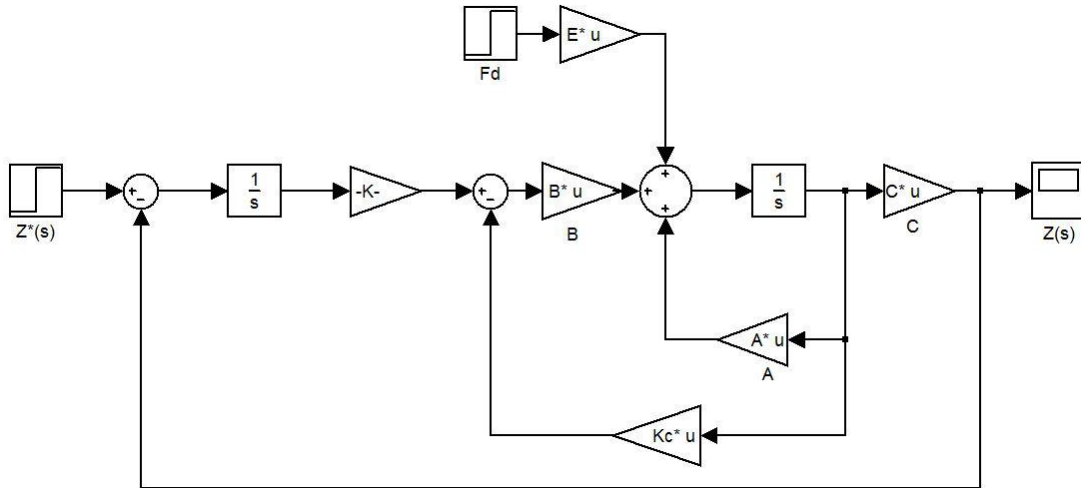 E* u
Fd
+
+
+
−
1
s
-K-
+
−
B* u
B
+
+
1
s
C* u
C
Z*(s)
Z(s)
A* u
A
Kc* u